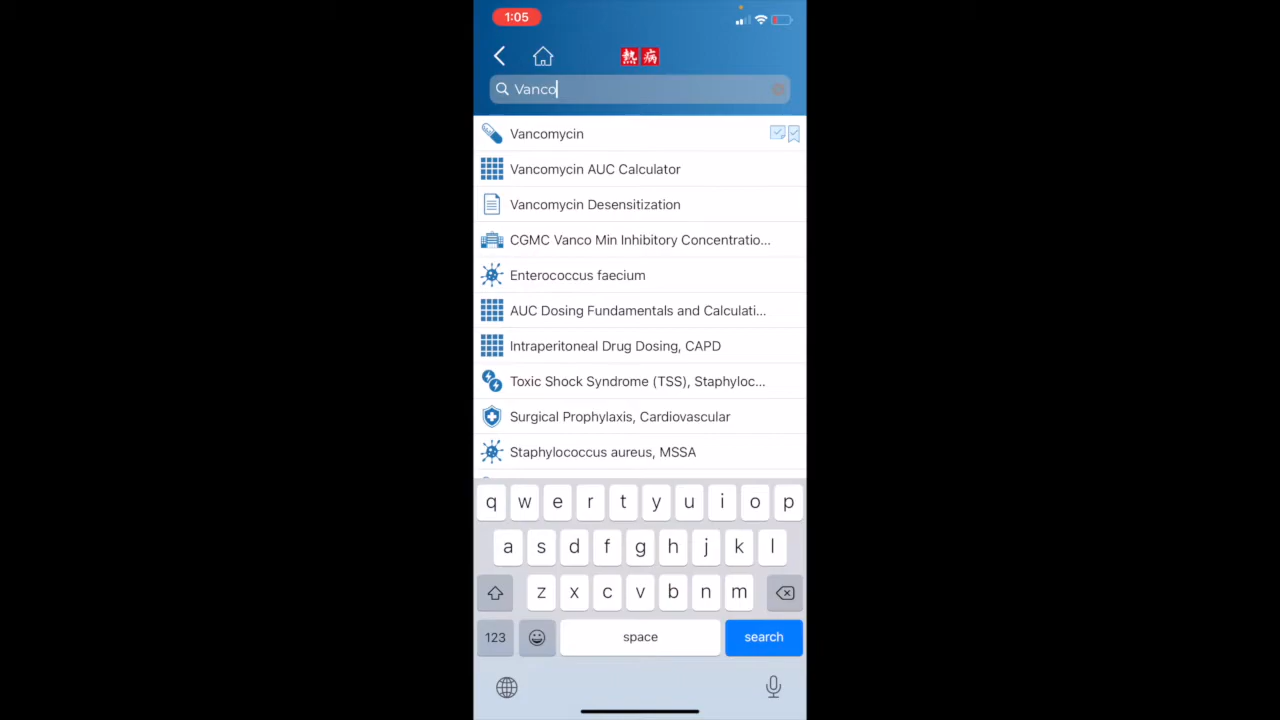 1:05
熱病
Vanco
Vancomycin
Vancomycin AUC Calculator
Vancomycin Desensitization
CGMC Vanco Min Inhibitory Concentratio...
Enterococcus faecium
AUC Dosing Fundamentals and Calculati...
Intraperitoneal Drug Dosing, CAPD
Toxic Shock Syndrome (TSS), Staphyloc...
Surgical Prophylaxis, Cardiovascular
Staphylococcus aureus, MSSA
q w e r t y u i o p
a s d f g h j k l
z x c v b n m
123 space search